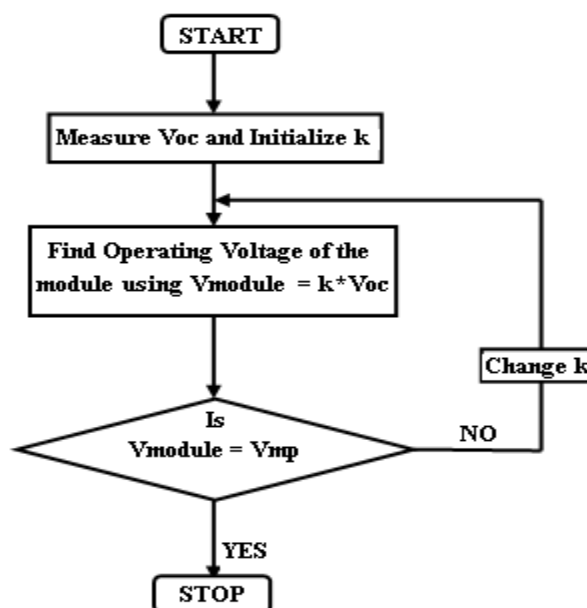 START
Measure Voc and Initialize k
Find Operating Voltage of the
module using Vmodule = k*Voc
Change k
Is
Vmodule = Vmp
NO
YES
STOP